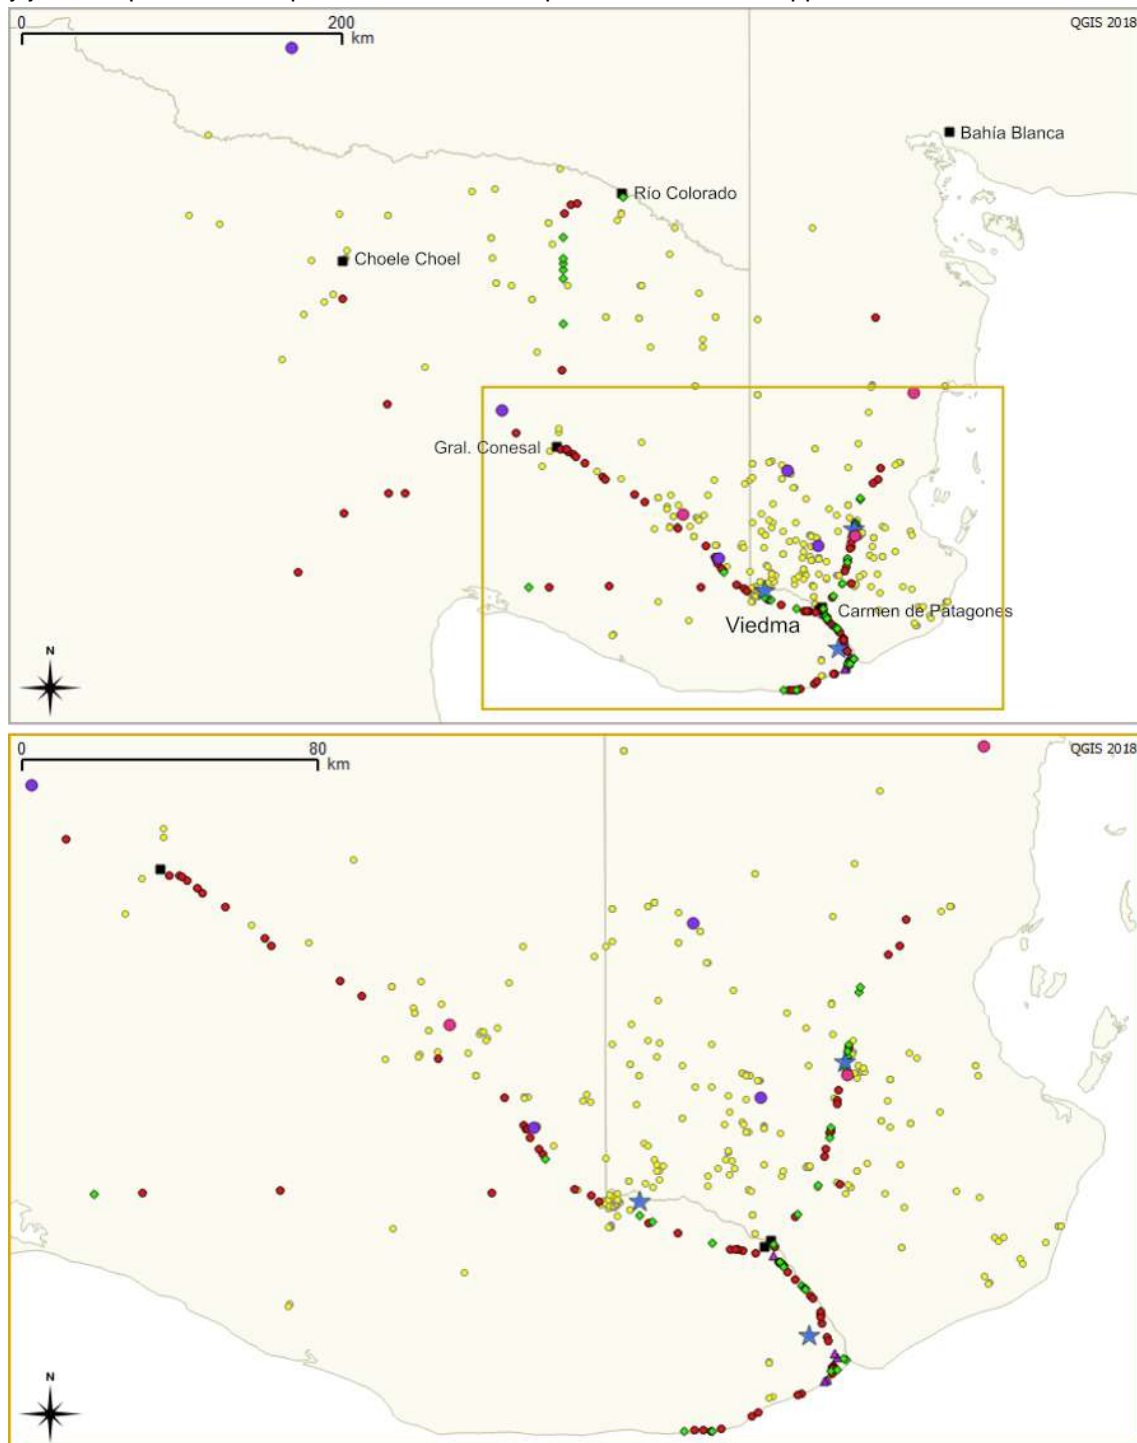 0 200
km
QGIS 2018
Bahía Blanca
Río Colorado
Choele Choel
Gral. Conesal
Carmen de Patagones
Viedma
N
0 80
km
QGIS 2018
N